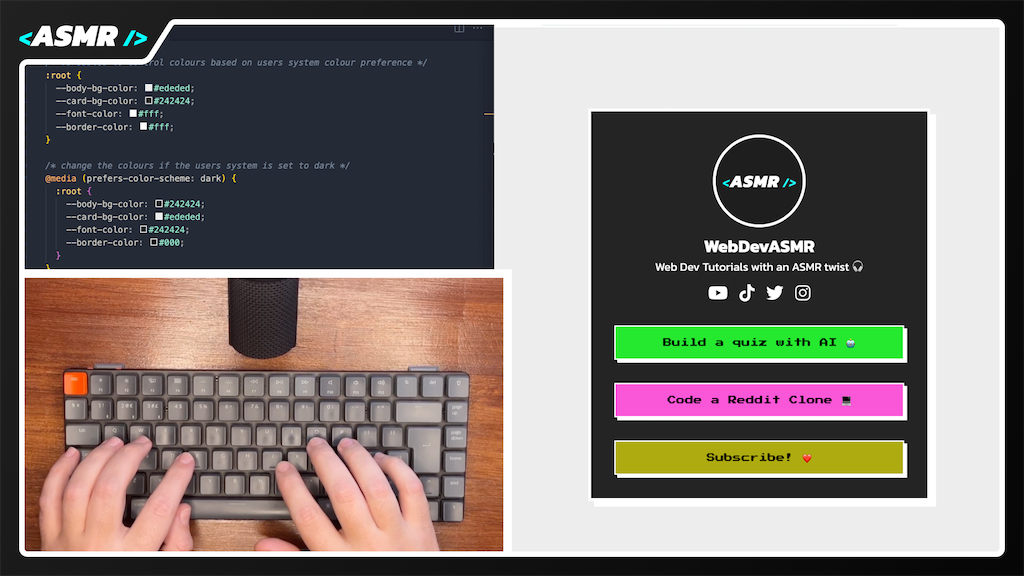 <ASMR />
control colours based on users system colour preference */
:root {
--body-bg-color: #ededed;
--card-bg-color: #242424;
--font-color: #fff;
--border-color: #fff;
}
/* change the colours if the users system is set to dark */
@media (prefers-color-scheme: dark) {
:root {
--body-bg-color: #242424;
--card-bg-color: #ededed;
--font-color: #242424;
--border-color: #000;
}
}
<ASMR />
WebDevASMR
Web Dev Tutorials with an ASMR twist 🎧
Build a quiz with AI 🤖
Code a Reddit Clone 💻
Subscribe! ❤️